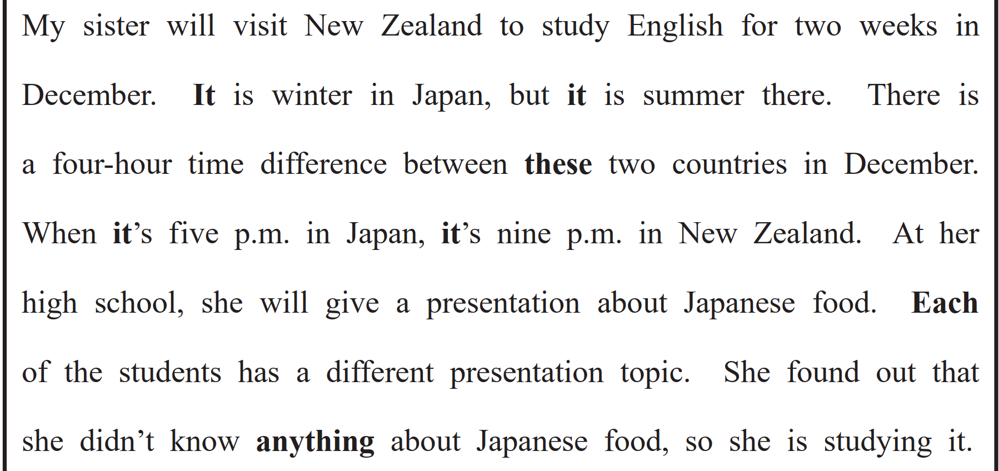 My sister will visit New Zealand to study English for two weeks in
December. It is winter in Japan, but it is summer there. There is
a four-hour time difference between these two countries in December.
When it’s five p.m. in Japan, it’s nine p.m. in New Zealand. At her
high school, she will give a presentation about Japanese food. Each
of the students has a different presentation topic. She found out that
she didn’t know anything about Japanese food, so she is studying it.